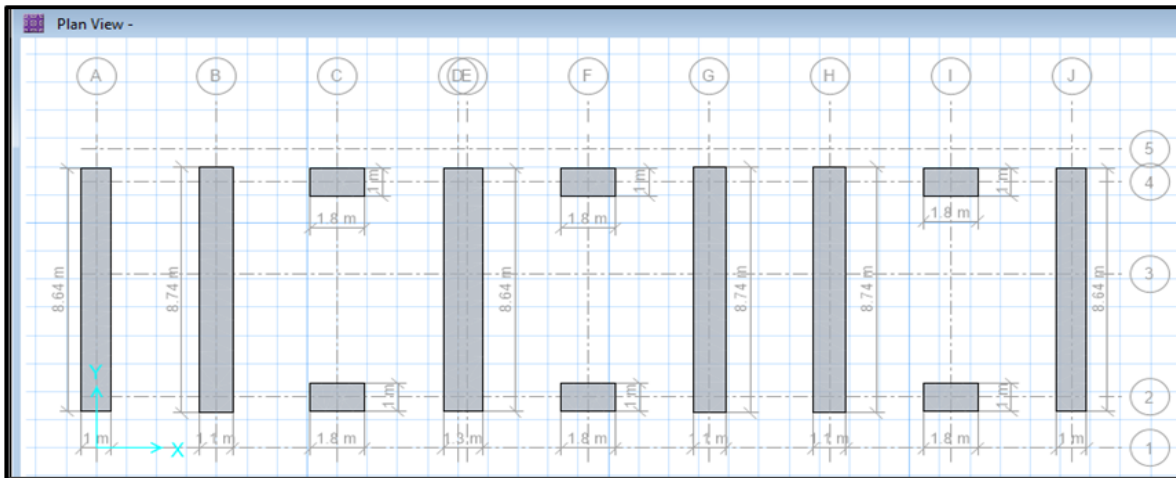 Plan View -
A B C D E F G H I J
5
4
1 m 1 m 1 m
1.8 m 1.8 m 1.8 m
3
8.64 m 8.74 m 8.64 m 8.74 m 8.74 m 8.64 m
Y
1 m 1 m 1 m
2
1 m 1.1 m 1.8 m 1.3 m 1.8 m 1.1 m 1.1 m 1.8 m 1 m
X
1